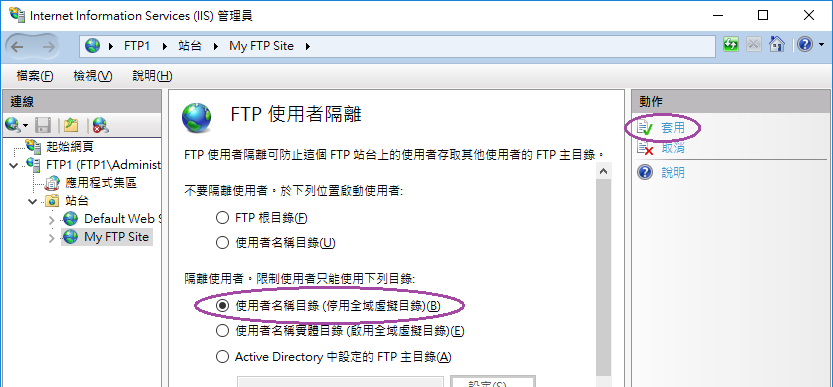 Internet Information Services (IIS) 管理員
FTP1 站台 My FTP Site
檔案(F) 檢視(V) 說明(H)
連線
起始網頁
FTP1 (FTP1\Administ
應用程式集區
站台
Default Web S
My FTP Site
FTP 使用者隔離
FTP 使用者隔離可防止這個 FTP 站台上的使用者存取其他使用者的 FTP 主目錄。
不要隔離使用者。於下列位置啟動使用者:
FTP 根目錄(F)
使用者名稱目錄(U)
隔離使用者。限制使用者只能使用下列目錄:
使用者名稱目錄 (停用全域虛擬目錄)(B)
使用者名稱實體目錄 (啟用全域虛擬目錄)(E)
Active Directory 中設定的 FTP 主目錄(A)
設定(S)...
動作
套用
取消
說明